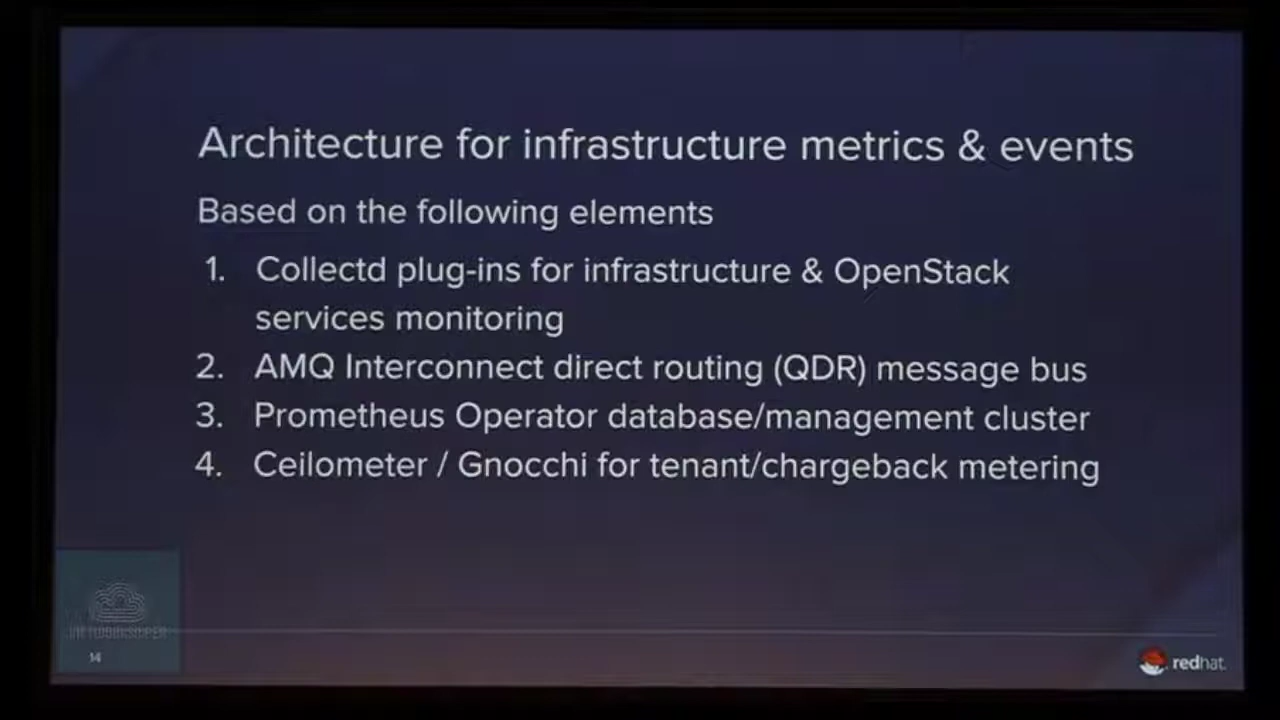 Architecture for infrastructure metrics & events
Based on the following elements
1. Collectd plug-ins for infrastructure & OpenStack
services monitoring
2. AMQ Interconnect direct routing (QDR) message bus
3. Prometheus Operator database/management cluster
4. Ceilometer / Gnocchi for tenant/chargeback metering
14
redhat.